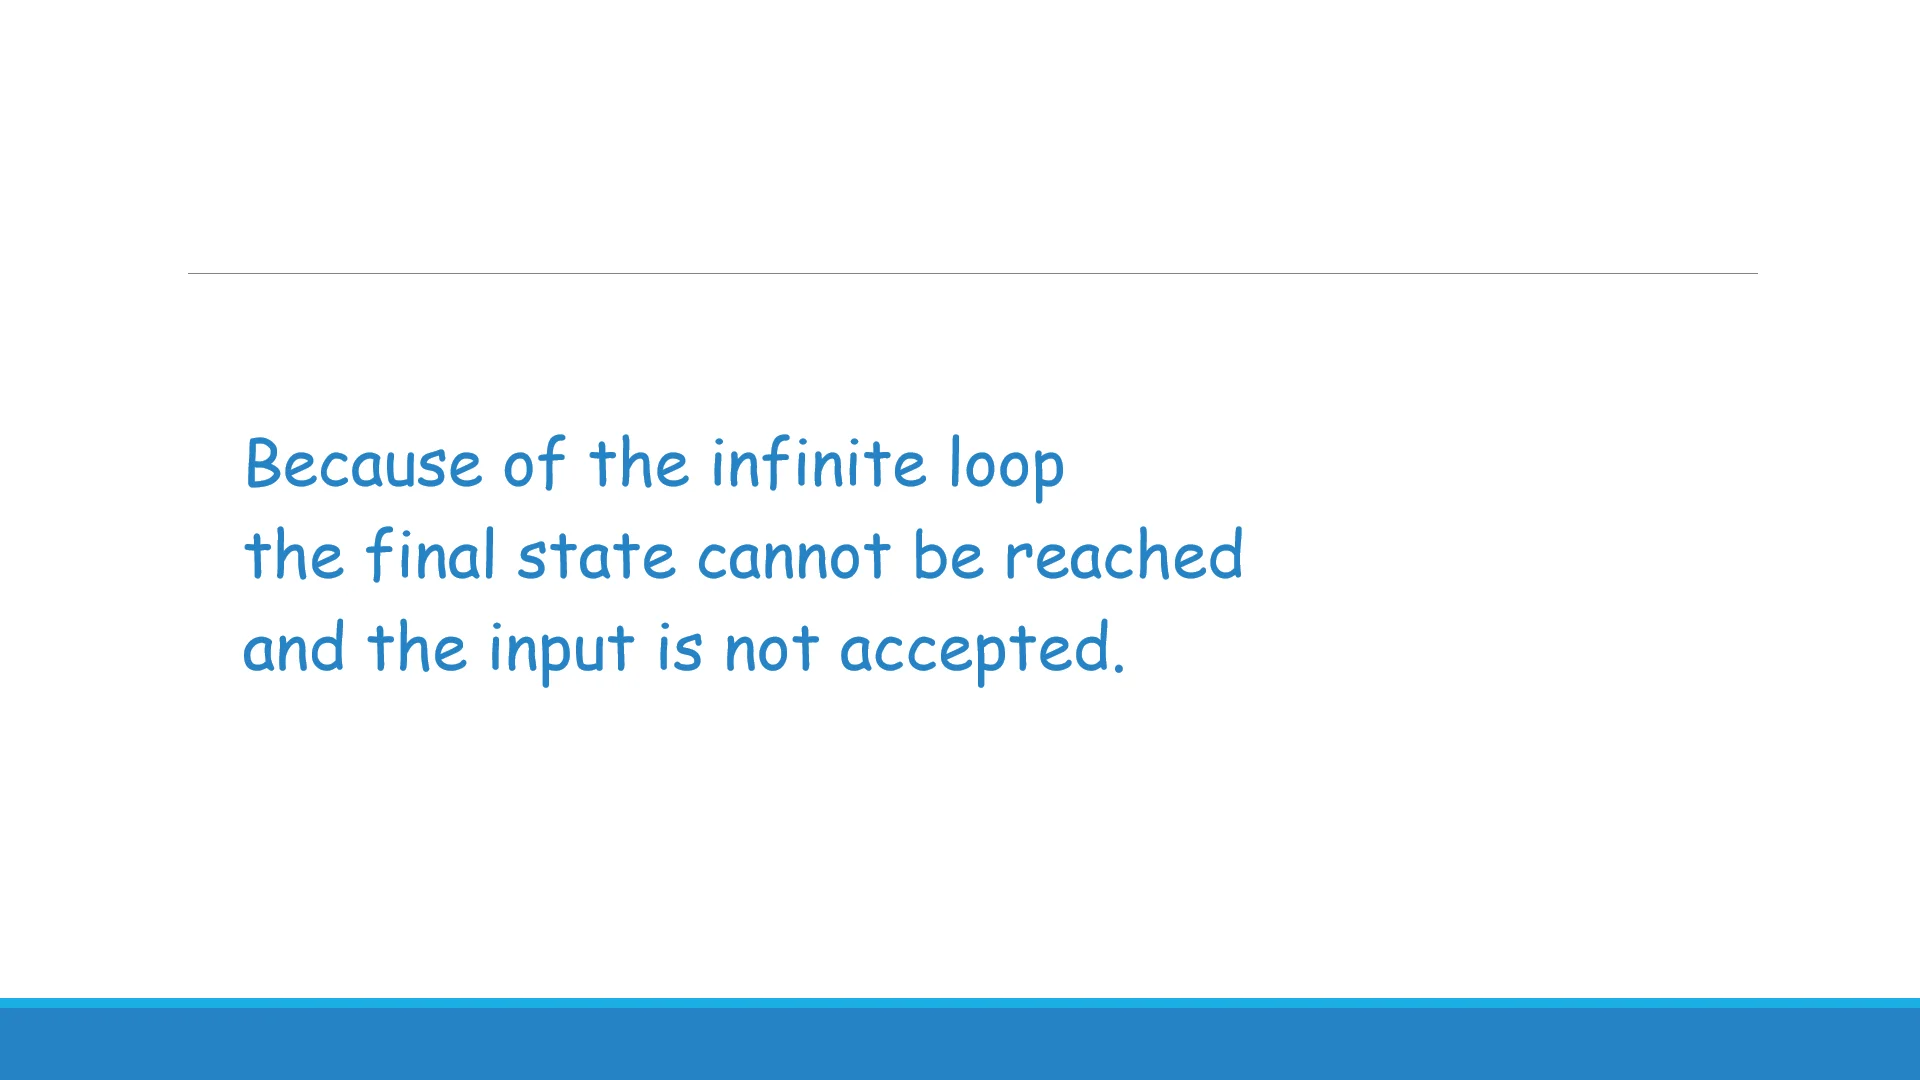 Because of the infinite loop
the final state cannot be reached
and the input is not accepted.